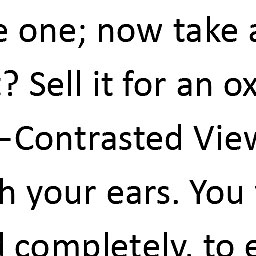 one; now take
? Sell it for an ox
-Contrasted View
your ears. You
completely, to